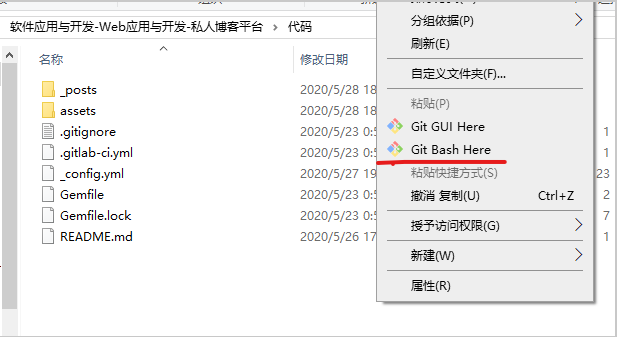 软件应用与开发-Web应用与开发-私人博客平台 › 代码
名称
修改日期
_posts
2020/5/28 18
assets
2020/5/28 18
.gitignore
2020/5/23 0:5
1
.gitlab-ci.yml
2020/5/23 0:5
1
_config.yml
2020/5/27 19
23
Gemfile
2020/5/23 0:5
2
Gemfile.lock
2020/5/23 0:5
7
README.md
2020/5/26 17
1
分组依据(P)
刷新(E)
自定义文件夹(F)...
粘贴(P)
Git GUI Here
Git Bash Here
粘贴快捷方式(S)
撤消 复制(U) Ctrl+Z
授予访问权限(G)
新建(W)
属性(R)